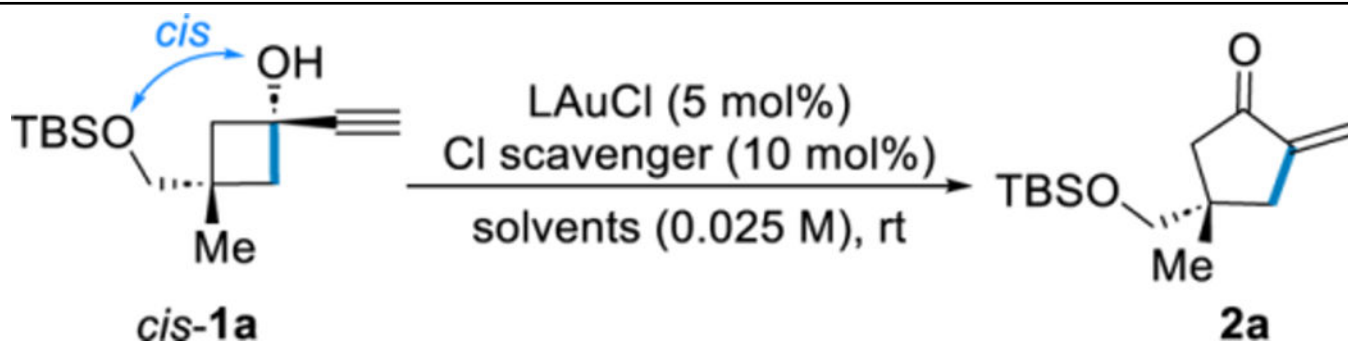 cis
OH
TBSO
Me
cis-1a
LAuCl (5 mol%)
Cl scavenger (10 mol%)
solvents (0.025 M), rt
O
TBSO
Me
2a